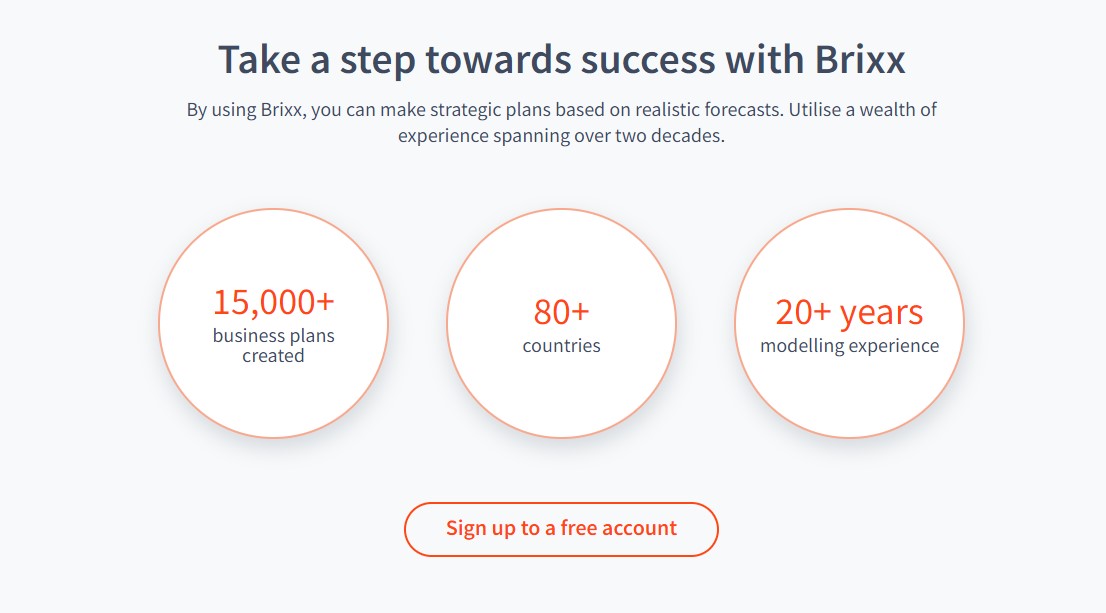 Take a step towards success with Brixx
By using Brixx, you can make strategic plans based on realistic forecasts. Utilise a wealth of
experience spanning over two decades.
15,000+
business plans
created
80+
countries
20+ years
modelling experience
Sign up to a free account